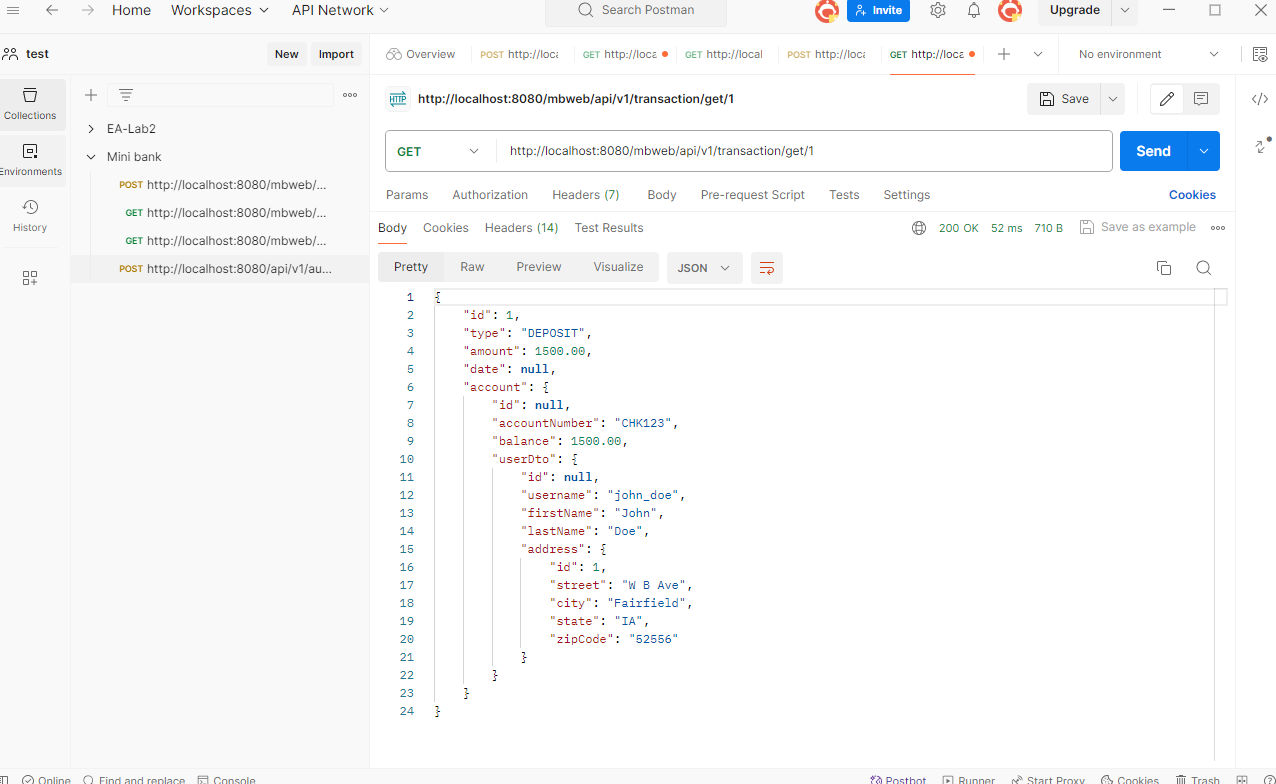 Home Workspaces API Network Search Postman Invite Upgrade
test New Import Overview POST http://loca GET http://loca GET http://local POST http://loca GET http://loca No environment
Collections
Environments
History
EA-Lab2
Mini bank
POST http://localhost:8080/mbweb/...
GET http://localhost:8080/mbweb/...
GET http://localhost:8080/mbweb/...
POST http://localhost:8080/api/v1/au...
HTTP http://localhost:8080/mbweb/api/v1/transaction/get/1 Save
GET http://localhost:8080/mbweb/api/v1/transaction/get/1 Send
Params Authorization Headers (7) Body Pre-request Script Tests Settings Cookies
Body Cookies Headers (14) Test Results 200 OK 52 ms 710 B Save as example
Pretty Raw Preview Visualize JSON
1 {
2 "id": 1,
3 "type": "DEPOSIT",
4 "amount": 1500.00,
5 "date": null,
6 "account": {
7 "id": null,
8 "accountNumber": "CHK123",
9 "balance": 1500.00,
10 "userDto": {
11 "id": null,
12 "username": "john_doe",
13 "firstName": "John",
14 "lastName": "Doe",
15 "address": {
16 "id": 1,
17 "street": "W B Ave",
18 "city": "Fairfield",
19 "state": "IA",
20 "zipCode": "52556"
21 }
22 }
23 }
24 }
Online Find and replace Console Postbot Runner Start Proxy Cookies Trash